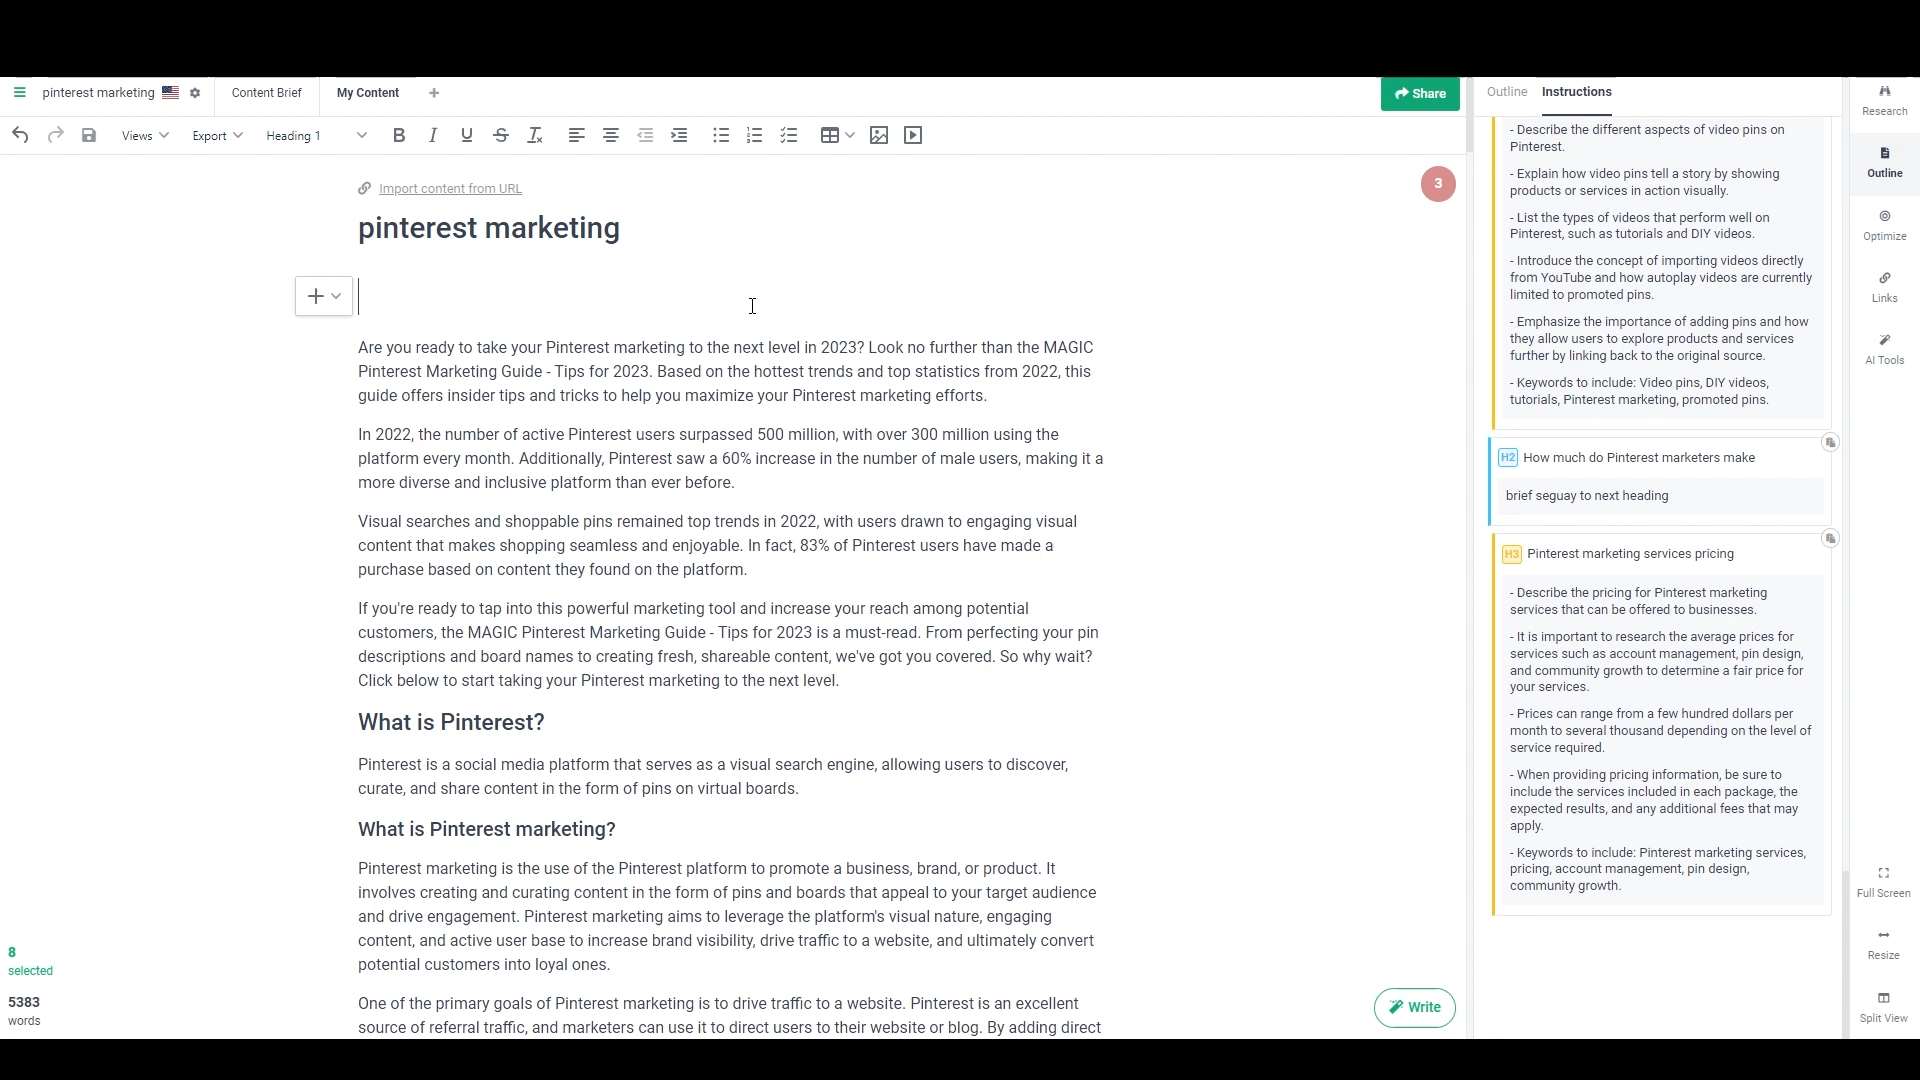 pinterest marketing
Content Brief
My Content
Share
Outline
Instructions
Research
Views
Export
Heading 1
Import content from URL
3
pinterest marketing
Are you ready to take your Pinterest marketing to the next level in 2023? Look no further than the MAGIC
Pinterest Marketing Guide - Tips for 2023. Based on the hottest trends and top statistics from 2022, this
guide offers insider tips and tricks to help you maximize your Pinterest marketing efforts.
In 2022, the number of active Pinterest users surpassed 500 million, with over 300 million using the
platform every month. Additionally, Pinterest saw a 60% increase in the number of male users, making it a
more diverse and inclusive platform than ever before.
Visual searches and shoppable pins remained top trends in 2022, with users drawn to engaging visual
content that makes shopping seamless and enjoyable. In fact, 83% of Pinterest users have made a
purchase based on content they found on the platform.
If you're ready to tap into this powerful marketing tool and increase your reach among potential
customers, the MAGIC Pinterest Marketing Guide - Tips for 2023 is a must-read. From perfecting your pin
descriptions and board names to creating fresh, shareable content, we've got you covered. So why wait?
Click below to start taking your Pinterest marketing to the next level.
What is Pinterest?
Pinterest is a social media platform that serves as a visual search engine, allowing users to discover,
curate, and share content in the form of pins on virtual boards.
What is Pinterest marketing?
Pinterest marketing is the use of the Pinterest platform to promote a business, brand, or product. It
involves creating and curating content in the form of pins and boards that appeal to your target audience
and drive engagement. Pinterest marketing aims to leverage the platform's visual nature, engaging
content, and active user base to increase brand visibility, drive traffic to a website, and ultimately convert
potential customers into loyal ones.
One of the primary goals of Pinterest marketing is to drive traffic to a website. Pinterest is an excellent
source of referral traffic, and marketers can use it to direct users to their website or blog. By adding direct
8
selected
5383
words
Write
- Describe the different aspects of video pins on
Pinterest.
- Explain how video pins tell a story by showing
products or services in action visually.
- List the types of videos that perform well on
Pinterest, such as tutorials and DIY videos.
- Introduce the concept of importing videos directly
from YouTube and how autoplay videos are currently
limited to promoted pins.
- Emphasize the importance of adding pins and how
they allow users to explore products and services
further by linking back to the original source.
- Keywords to include: Video pins, DIY videos,
tutorials, Pinterest marketing, promoted pins.
H2 How much do Pinterest marketers make
brief seguay to next heading
H3 Pinterest marketing services pricing
- Describe the pricing for Pinterest marketing
services that can be offered to businesses.
- It is important to research the average prices for
services such as account management, pin design,
and community growth to determine a fair price for
your services.
- Prices can range from a few hundred dollars per
month to several thousand depending on the level of
service required.
- When providing pricing information, be sure to
include the services included in each package, the
expected results, and any additional fees that may
apply.
- Keywords to include: Pinterest marketing services,
pricing, account management, pin design,
community growth.
Outline
Optimize
Links
AI Tools
Full Screen
Resize
Split View